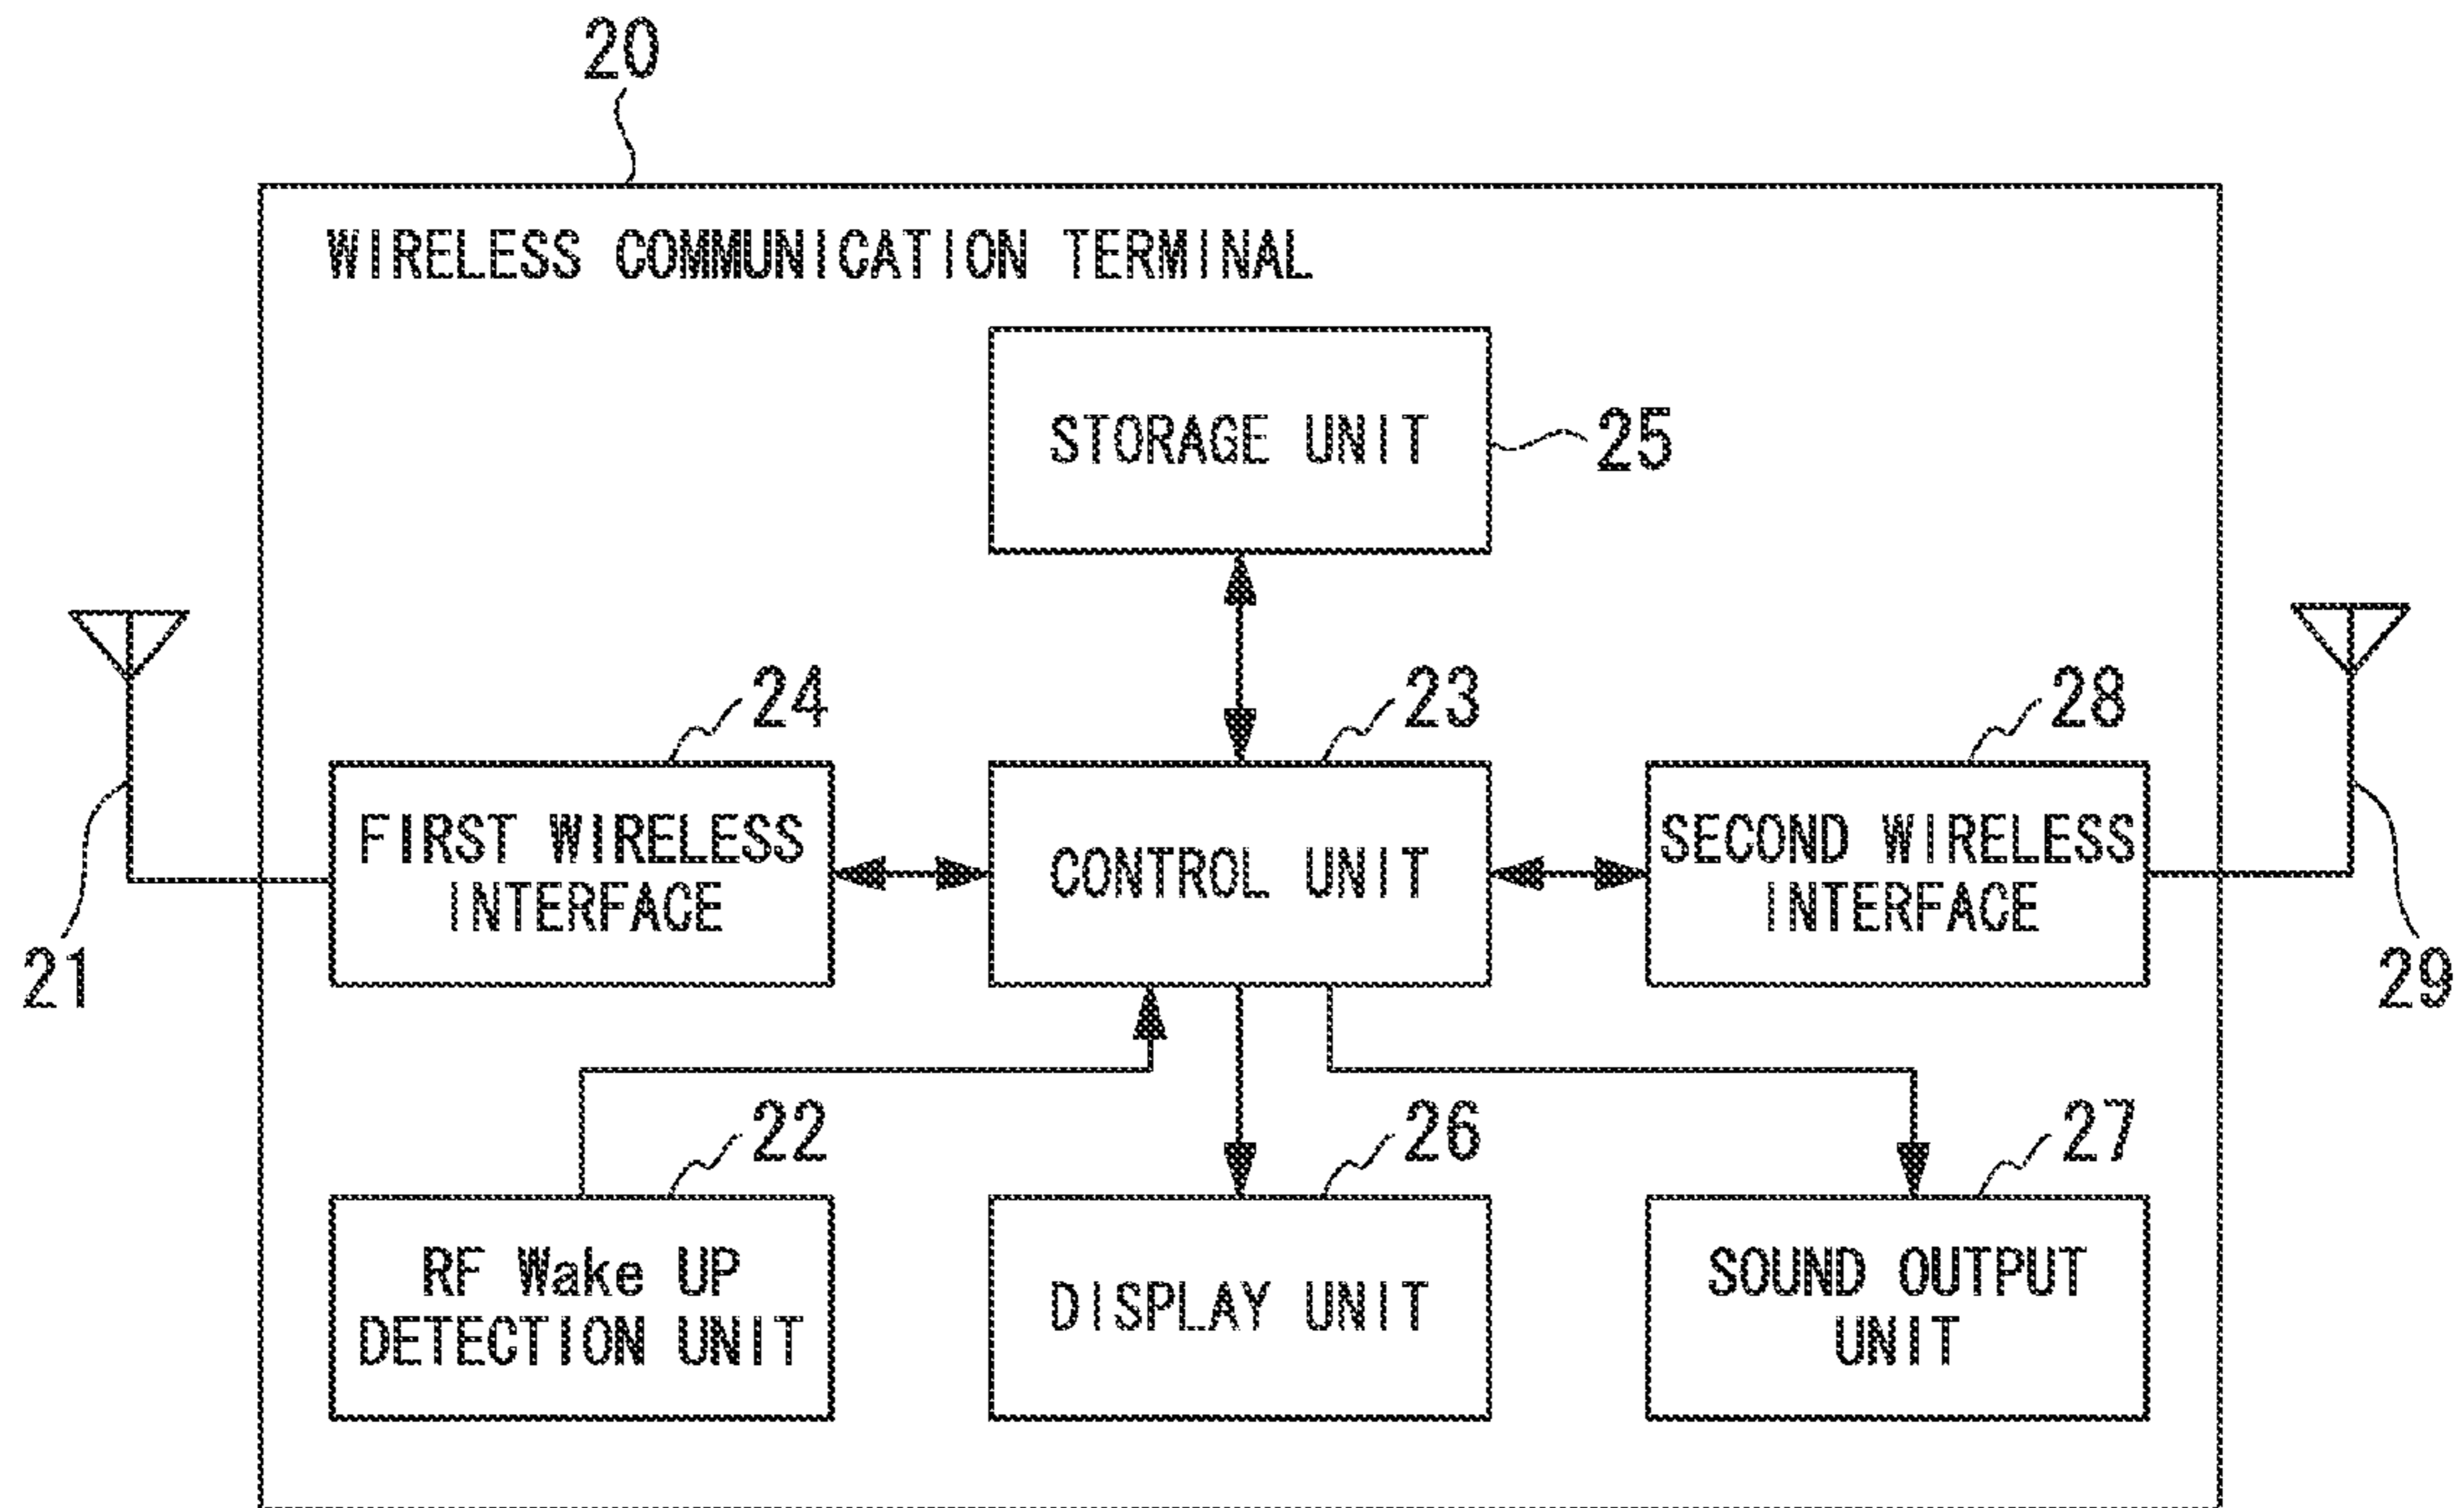 20
WIRELESS COMMUNICATION TERMINAL
STORAGE UNIT
25
24
23
28
FIRST WIRELESS
INTERFACE
CONTROL UNIT
SECOND WIRELESS
INTERFACE
21
29
22
26
27
RF Wake UP
DETECTION UNIT
DISPLAY UNIT
SOUND OUTPUT
UNIT